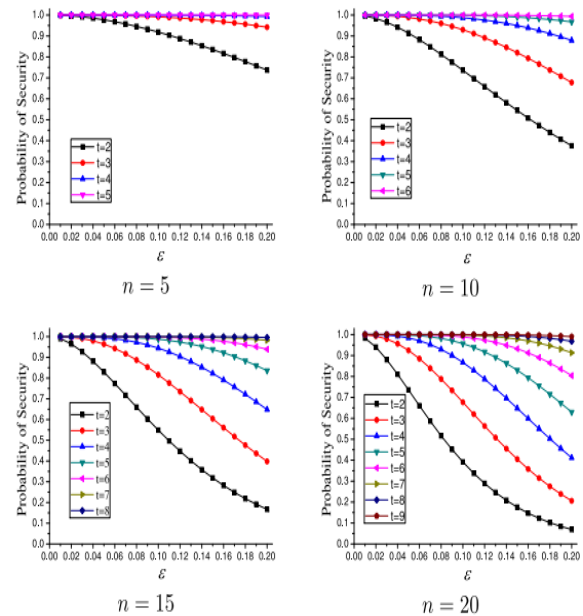 Probability of Security
1.0
0.9
0.8
0.7
0.6
0.5
0.4
0.3
0.2
0.1
0.0
t=2
t=3
t=4
t=5
0.00 0.02 0.04 0.06 0.08 0.10 0.12 0.14 0.16 0.18 0.20
ε
n = 5
Probability of Security
1.0
0.9
0.8
0.7
0.6
0.5
0.4
0.3
0.2
0.1
0.0
t=2
t=3
t=4
t=5
t=6
0.00 0.02 0.04 0.06 0.08 0.10 0.12 0.14 0.16 0.18 0.20
ε
n = 10
Probability of Security
1.0
0.9
0.8
0.7
0.6
0.5
0.4
0.3
0.2
0.1
0.0
t=2
t=3
t=4
t=5
t=6
t=7
t=8
0.00 0.02 0.04 0.06 0.08 0.10 0.12 0.14 0.16 0.18 0.20
ε
n = 15
Probability of Security
1.0
0.9
0.8
0.7
0.6
0.5
0.4
0.3
0.2
0.1
0.0
t=2
t=3
t=4
t=5
t=6
t=7
t=8
t=9
0.00 0.02 0.04 0.06 0.08 0.10 0.12 0.14 0.16 0.18 0.20
ε
n = 20